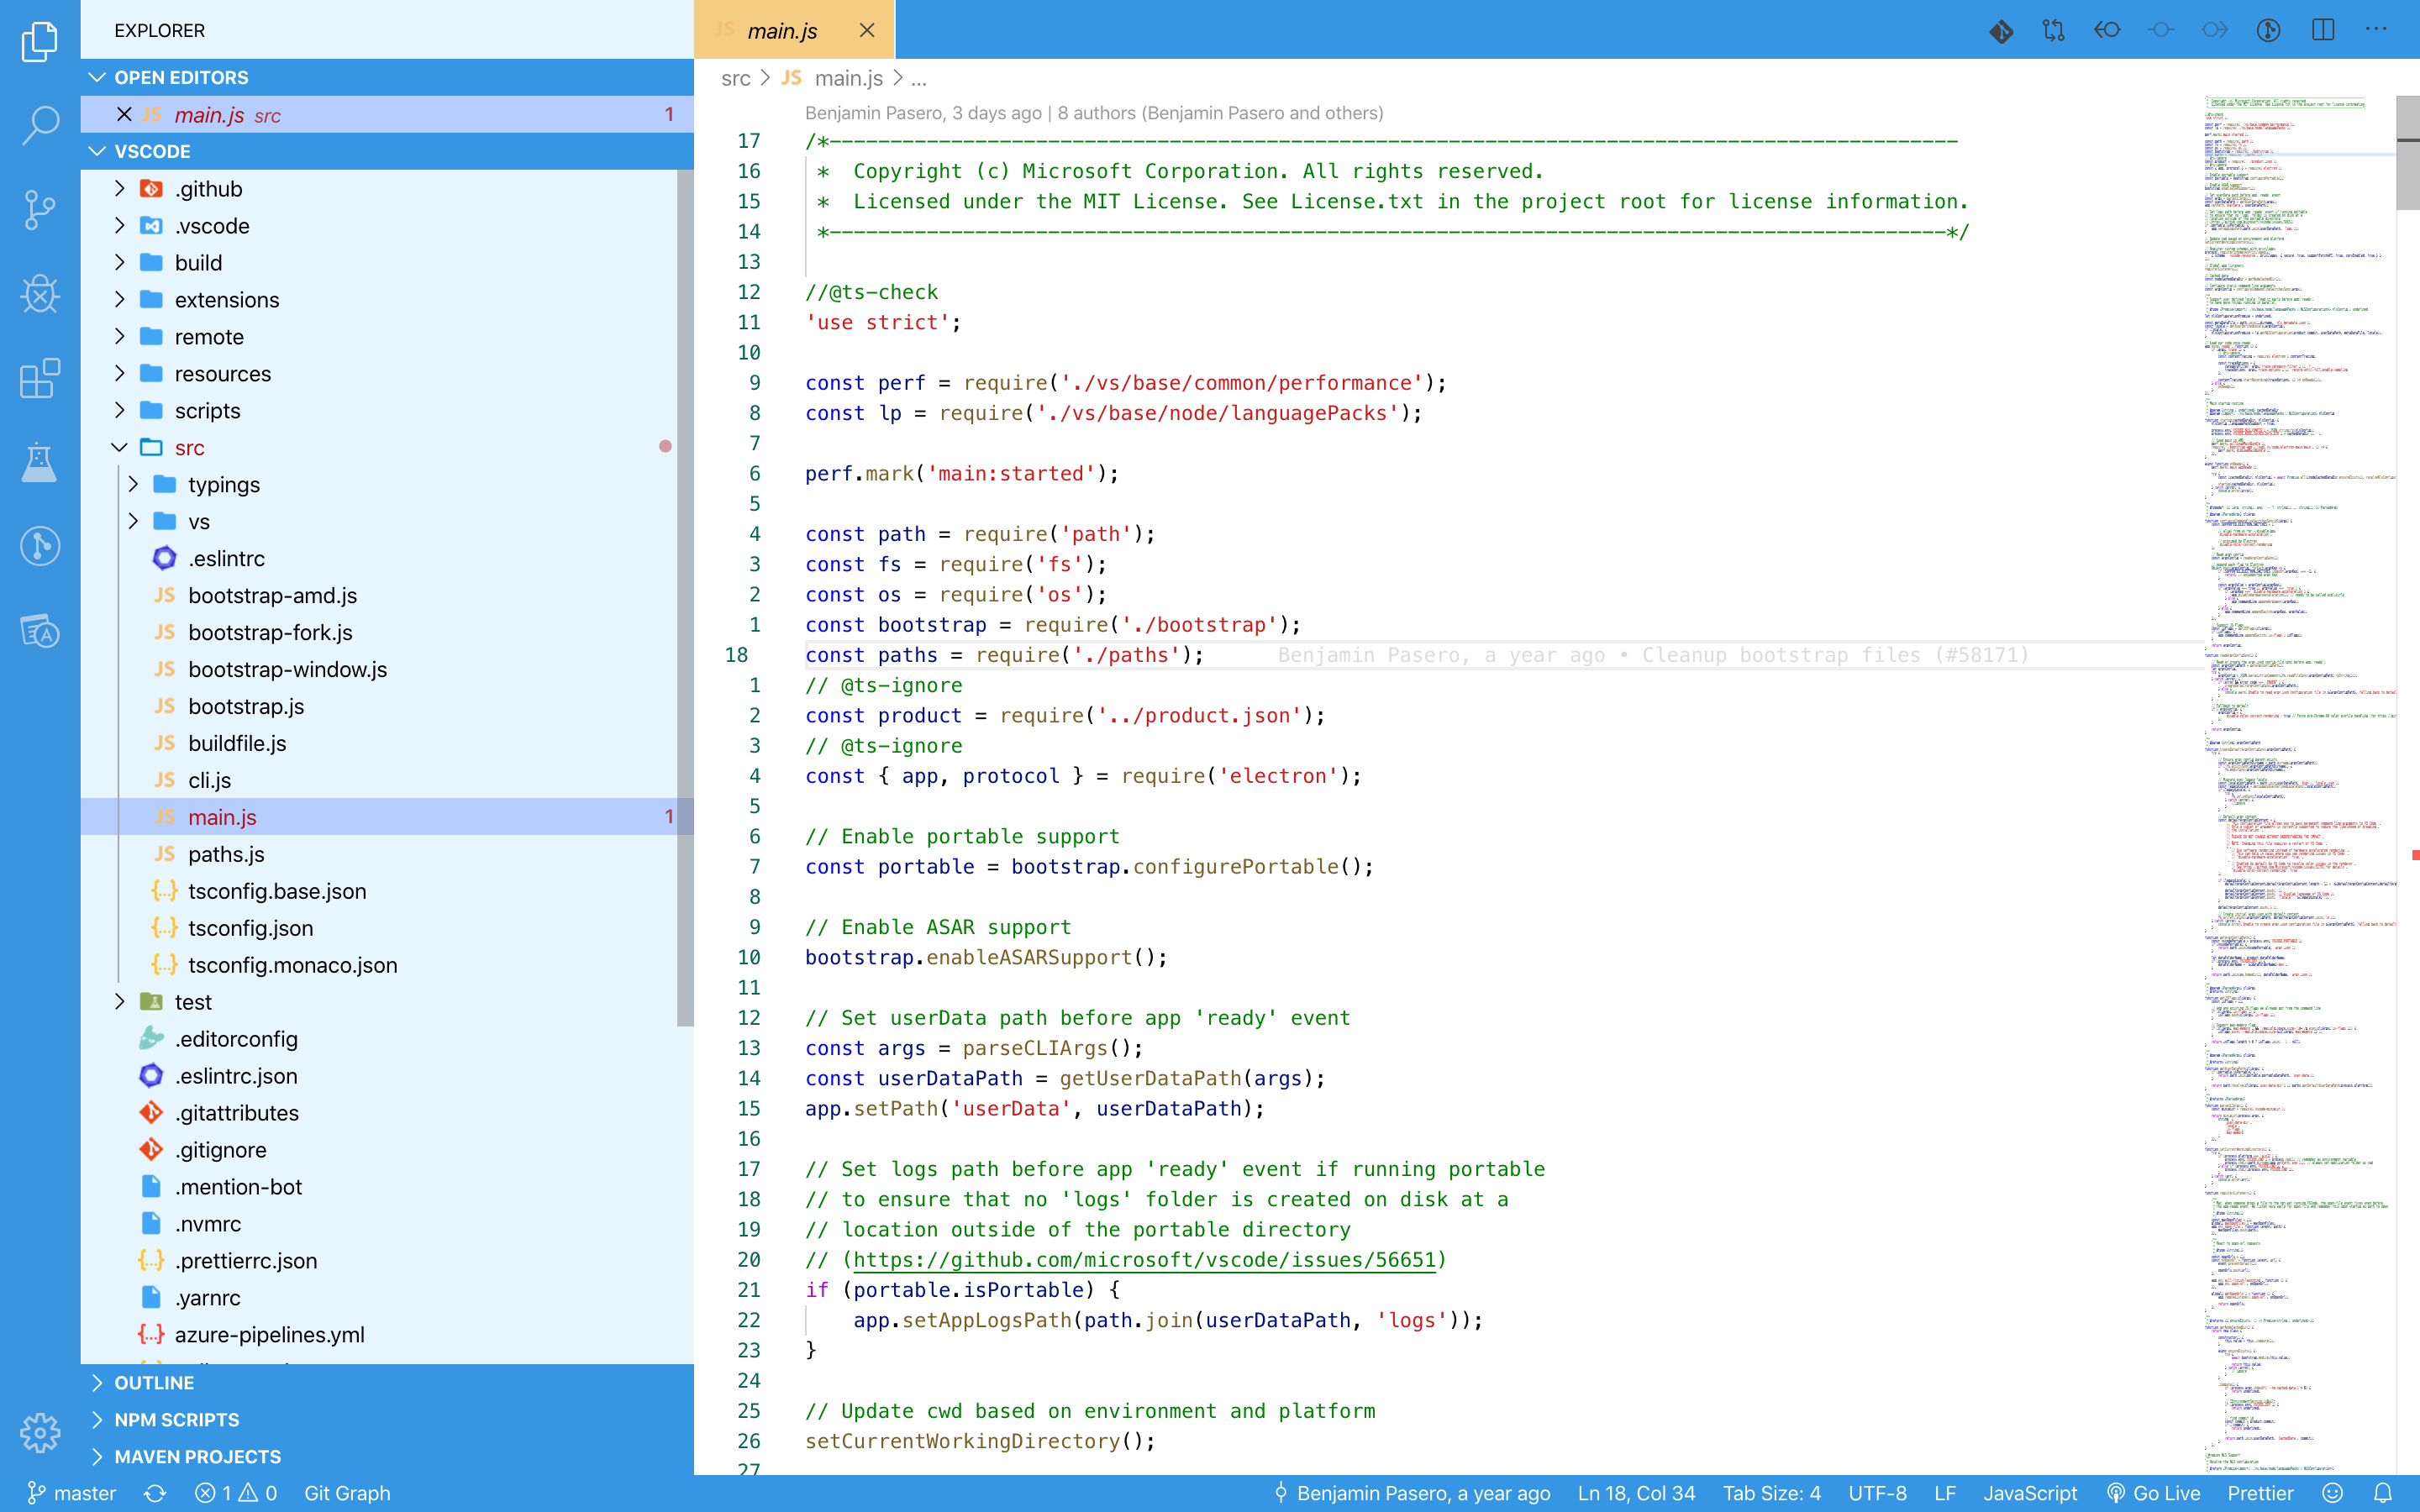 EXPLORER
OPEN EDITORS
JS main.js src 1
VSCODE
.github
.vscode
build
extensions
remote
resources
scripts
src
typings
vs
.eslintrc
JS bootstrap-amd.js
JS bootstrap-fork.js
JS bootstrap-window.js
JS bootstrap.js
JS buildfile.js
JS cli.js
JS main.js 1
JS paths.js
{..} tsconfig.base.json
{..} tsconfig.json
{..} tsconfig.monaco.json
test
.editorconfig
.eslintrc.json
.gitattributes
.gitignore
.mention-bot
.nvmrc
{..} .prettierrc.json
.yarnrc
{..} azure-pipelines.yml
OUTLINE
NPM SCRIPTS
MAVEN PROJECTS
JS main.js
src > JS main.js > ...
Benjamin Pasero, 3 days ago | 8 authors (Benjamin Pasero and others)
17 /*---------------------------------------------------------------------------------------------
16 *  Copyright (c) Microsoft Corporation. All rights reserved.
15 *  Licensed under the MIT License. See License.txt in the project root for license information.
14 *--------------------------------------------------------------------------------------------*/
13
12 //@ts-check
11 'use strict';
10
9 const perf = require('./vs/base/common/performance');
8 const lp = require('./vs/base/node/languagePacks');
7
6 perf.mark('main:started');
5
4 const path = require('path');
3 const fs = require('fs');
2 const os = require('os');
1 const bootstrap = require('./bootstrap');
18 const paths = require('./paths'); Benjamin Pasero, a year ago • Cleanup bootstrap files (#58171)
1 // @ts-ignore
2 const product = require('../product.json');
3 // @ts-ignore
4 const { app, protocol } = require('electron');
5
6 // Enable portable support
7 const portable = bootstrap.configurePortable();
8
9 // Enable ASAR support
10 bootstrap.enableASARSupport();
11
12 // Set userData path before app 'ready' event
13 const args = parseCLIArgs();
14 const userDataPath = getUserDataPath(args);
15 app.setPath('userData', userDataPath);
16
17 // Set logs path before app 'ready' event if running portable
18 // to ensure that no 'logs' folder is created on disk at a
19 // location outside of the portable directory
20 // (https://github.com/microsoft/vscode/issues/56651)
21 if (portable.isPortable) {
22     app.setAppLogsPath(path.join(userDataPath, 'logs'));
23 }
24
25 // Update cwd based on environment and platform
26 setCurrentWorkingDirectory();
27
master 1 0 Git Graph Benjamin Pasero, a year ago Ln 18, Col 34 Tab Size: 4 UTF-8 LF JavaScript Go Live Prettier